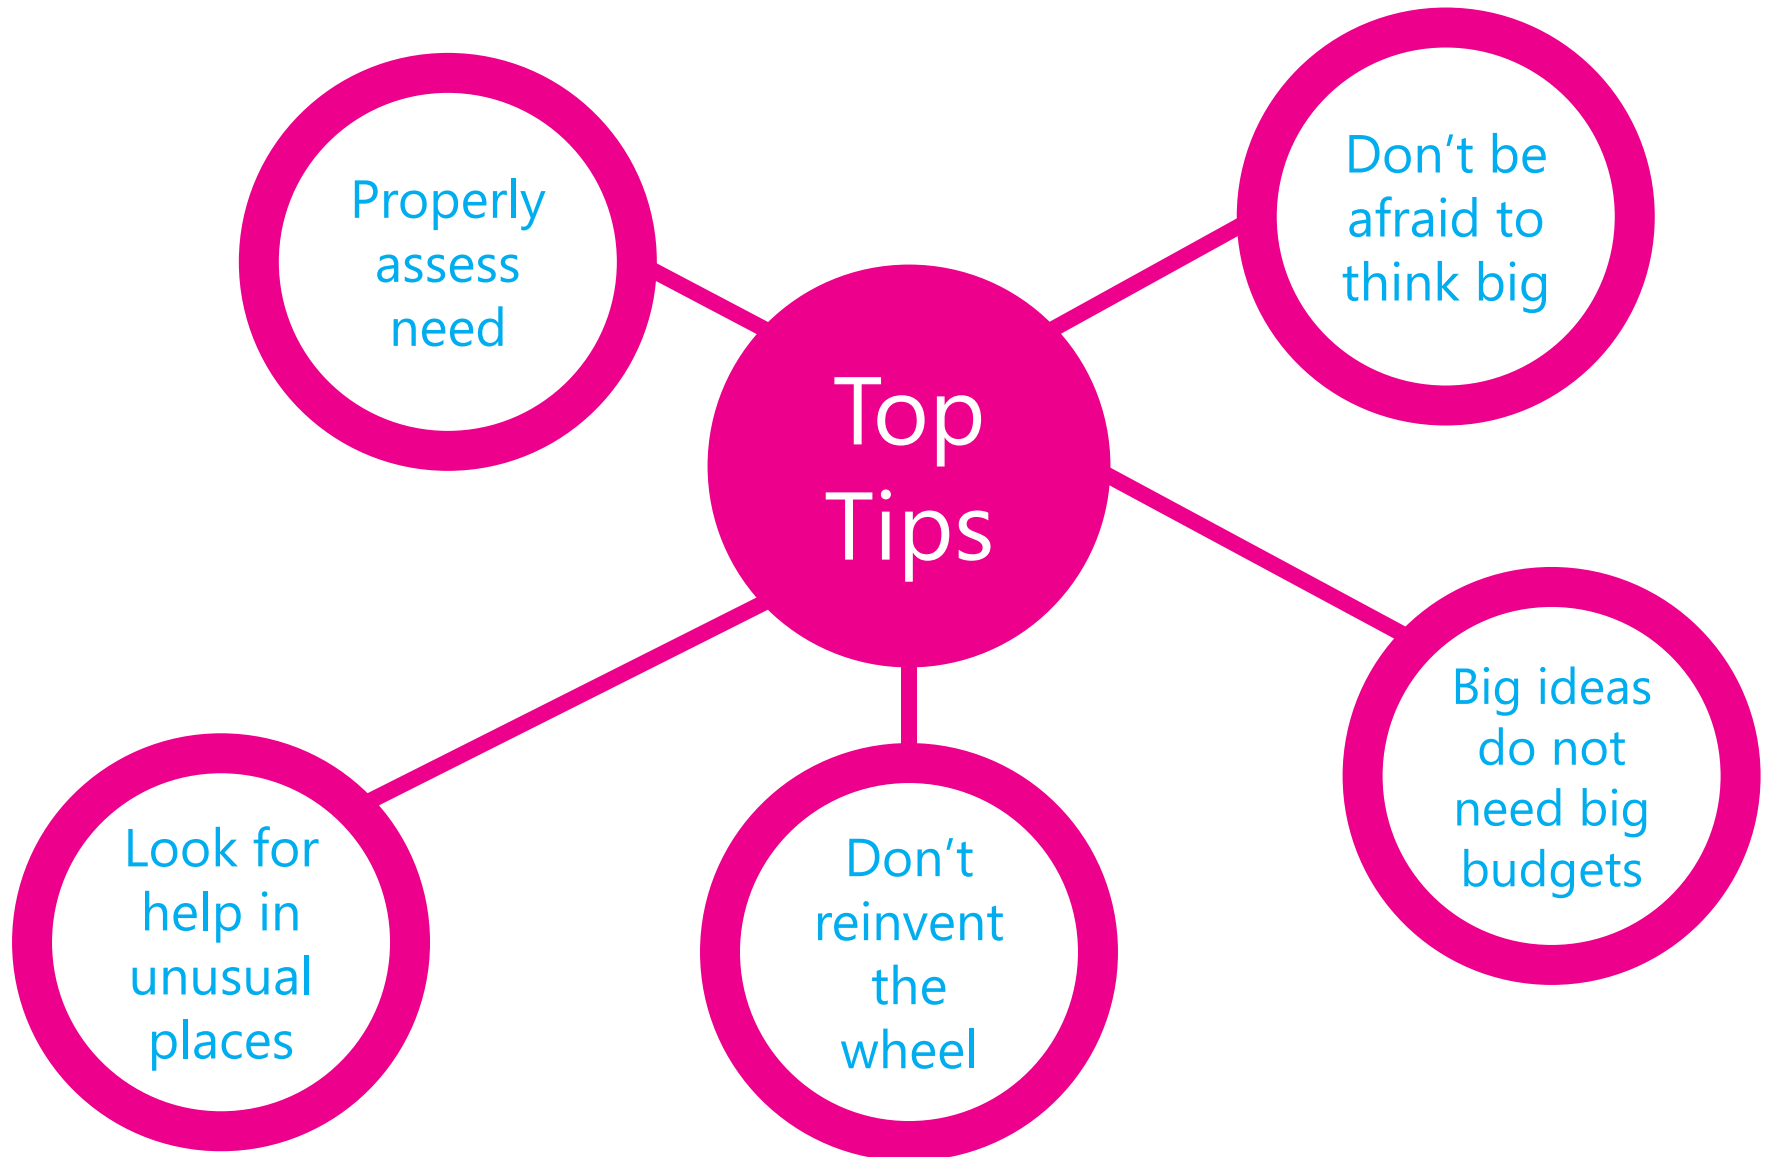 Properly
assess
need
Don’t be
afraid to
think big
Top
Tips
Big ideas
do not
need big
budgets
Look for
help in
unusual
places
Don’t
reinvent
the
wheel